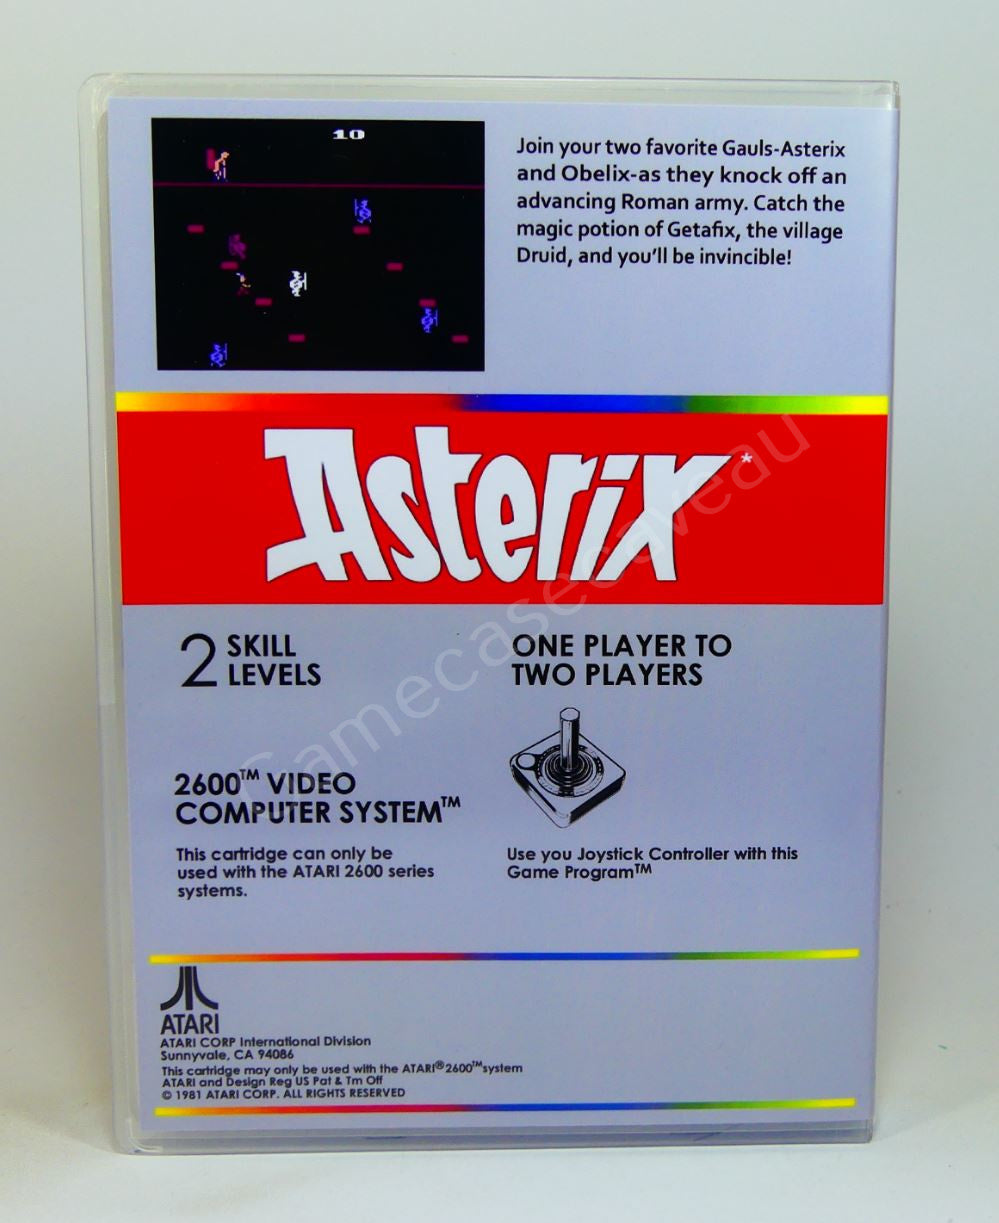 10
Join your two favorite Gauls-Asterix
and Obelix-as they knock off an
advancing Roman army. Catch the
magic potion of Getafix, the village
Druid, and you'll be invincible!
Asterix*
2 SKILL
LEVELS
ONE PLAYER TO
TWO PLAYERS
2600™ VIDEO
COMPUTER SYSTEM™
This cartridge can only be
used with the ATARI 2600 series
systems.
Use you Joystick Controller with this
Game Program™
ATARI
ATARI CORP International Division
Sunnyvale, CA 94086
This cartridge may only be used with the ATARI®2600™system
ATARI and Design Reg US Pat & Tm Off
© 1981 ATARI CORP. ALL RIGHTS RESERVED
Gamecasecaveau